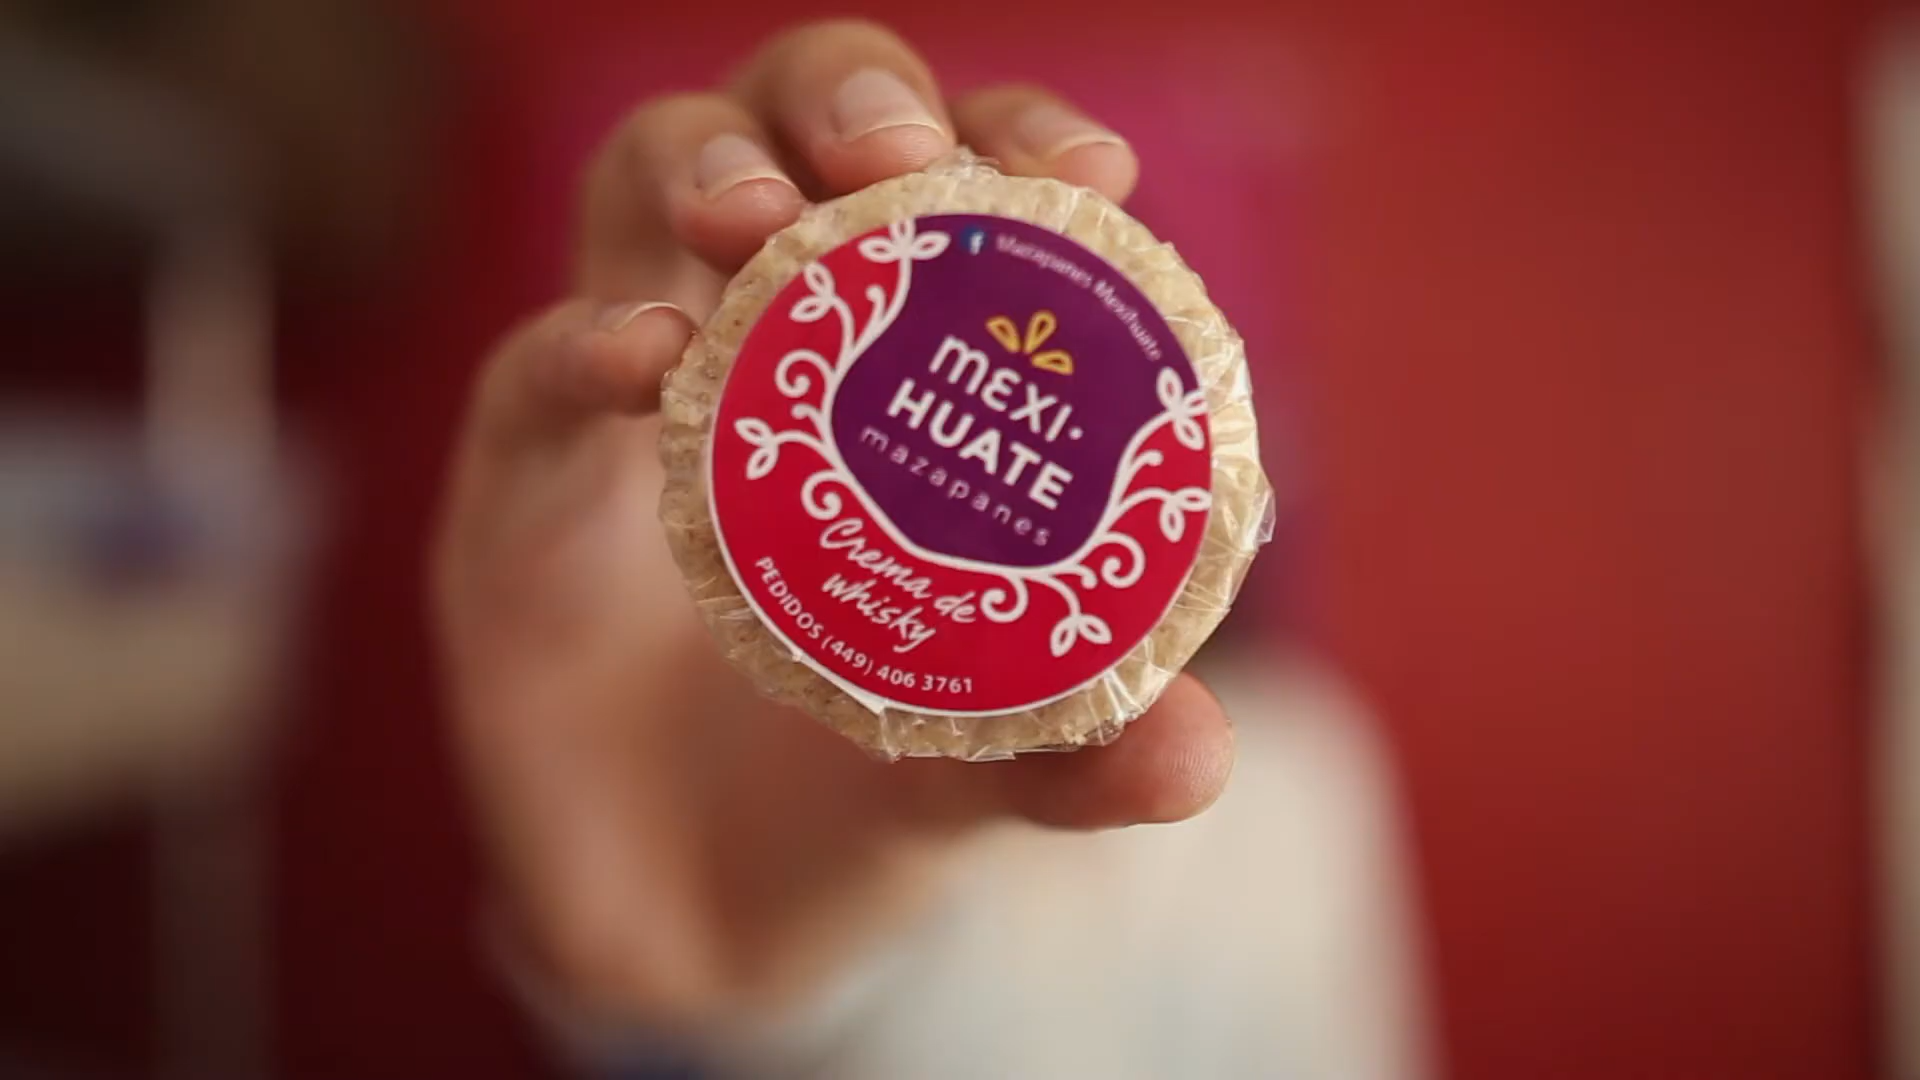 Mazapanes Mexihuate
MEXI·
HUATE
mazapanes
Crema de
whisky
PEDIDOS (449) 406 3761